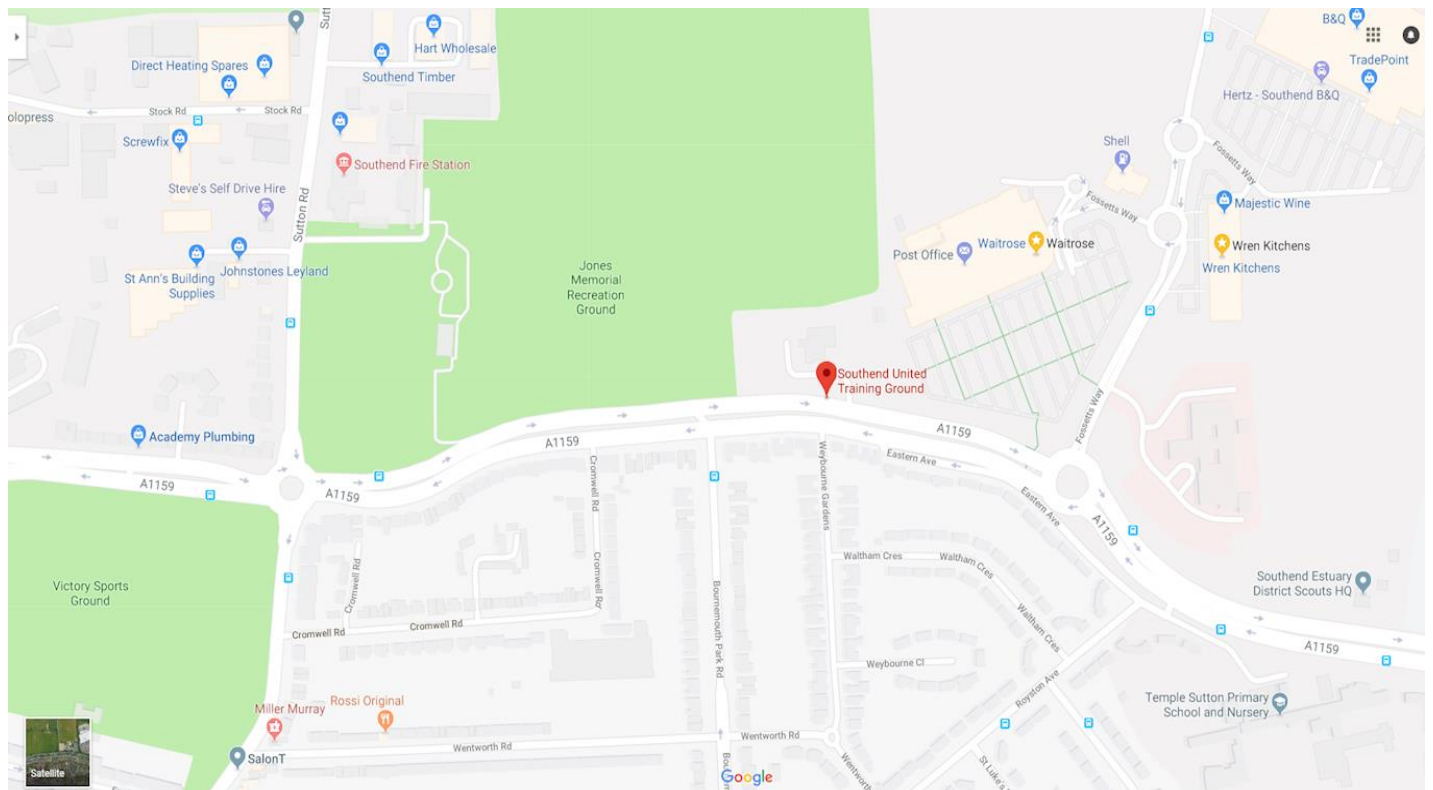 Sutt
B&Q
Hart Wholesale
Direct Heating Spares
Southend Timber
TradePoint
Hertz - Southend B&Q
Stock Rd
Stock Rd
olopress
Screwfix
Shell
Fossetts Way
Southend Fire Station
Steve's Self Drive Hire
Sutton Rd
Fossetts Way
Majestic Wine
Waitrose
Waitrose
Wren Kitchens
Post Office
Wren Kitchens
St Ann's Building
Supplies
Johnstones Leyland
Jones
Memorial
Recreation
Ground
Southend United
Training Ground
Fossetts Way
Academy Plumbing
A1159
A1159
A1159
A1159
Eastern Ave
Weybourne Gardens
Cromwell Rd
Eastern Ave
A1159
Waltham Cres
Waltham Cres
Cromwell Rd
Cromwell Rd
Victory Sports
Ground
Southend Estuary
District Scouts HQ
Bournemouth Park Rd
Waltham Cres
Cromwell Rd
Cromwell Rd
A1159
Weybourne Cl
Royston Ave
Temple Sutton Primary
School and Nursery
Rossi Original
Miller Murray
Wentworth Rd
Wentworth Rd
Wentworth
SalonT
St Luke's
Satellite
Google